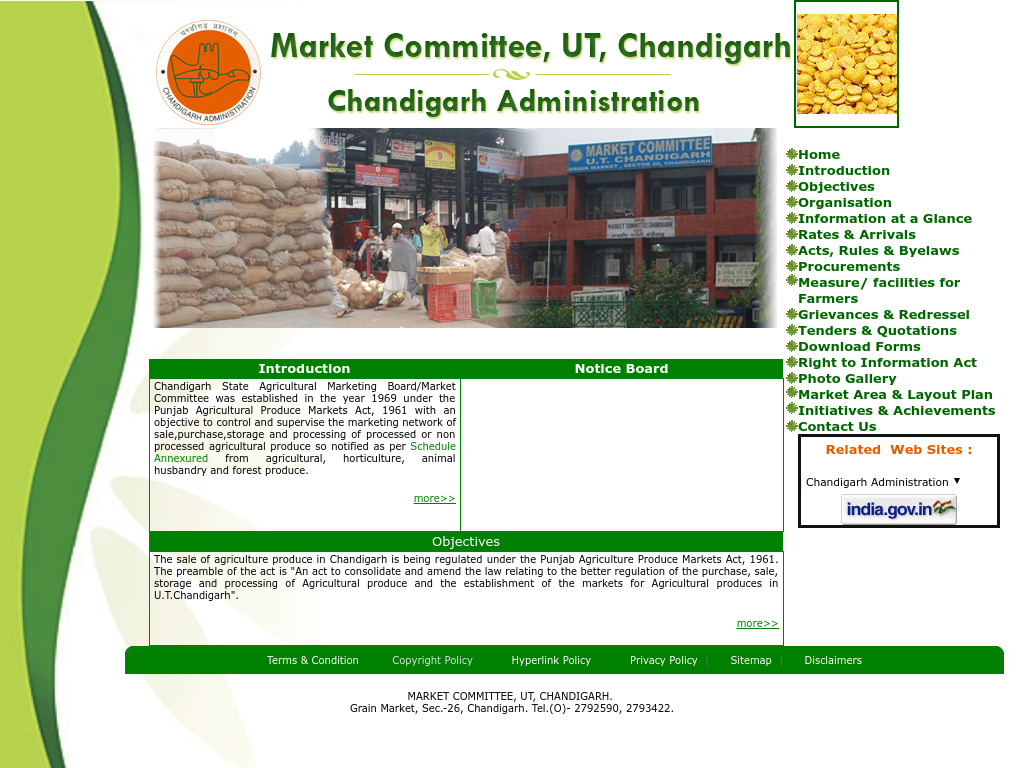 चण्डीगढ़ प्रशासन
CHANDIGARH ADMINISTRATION
Market Committee, UT, Chandigarh
Chandigarh Administration
MARKET COMMITTEE
U.T. CHANDIGARH
GRAIN MARKET, SECTOR 26, CHANDIGARH
MARKET COMMITTEE CHANDIGARH
Home
Introduction
Objectives
Organisation
Information at a Glance
Rates & Arrivals
Acts, Rules & Byelaws
Procurements
Measure/ facilities for
Farmers
Grievances & Redressel
Tenders & Quotations
Download Forms
Right to Information Act
Photo Gallery
Market Area & Layout Plan
Initiatives & Achievements
Contact Us
Related Web Sites :
Chandigarh Administration
india.gov.in
Introduction
Chandigarh State Agricultural Marketing Board/Market
Committee was established in the year 1969 under the
Punjab Agricultural Produce Markets Act, 1961 with an
objective to control and supervise the marketing network of
sale,purchase,storage and processing of processed or non
processed agricultural produce so notified as per Schedule
Annexured from agricultural, horticulture, animal
husbandry and forest produce.
more>>
Notice Board
Objectives
The sale of agriculture produce in Chandigarh is being regulated under the Punjab Agriculture Produce Markets Act, 1961.
The preamble of the act is "An act to consolidate and amend the law relating to the better regulation of the purchase, sale,
storage and processing of Agricultural produce and the establishment of the markets for Agricultural produces in
U.T.Chandigarh".
more>>
Terms & Condition Copyright Policy Hyperlink Policy Privacy Policy | Sitemap | Disclaimers
MARKET COMMITTEE, UT, CHANDIGARH.
Grain Market, Sec.-26, Chandigarh. Tel.(O)- 2792590, 2793422.